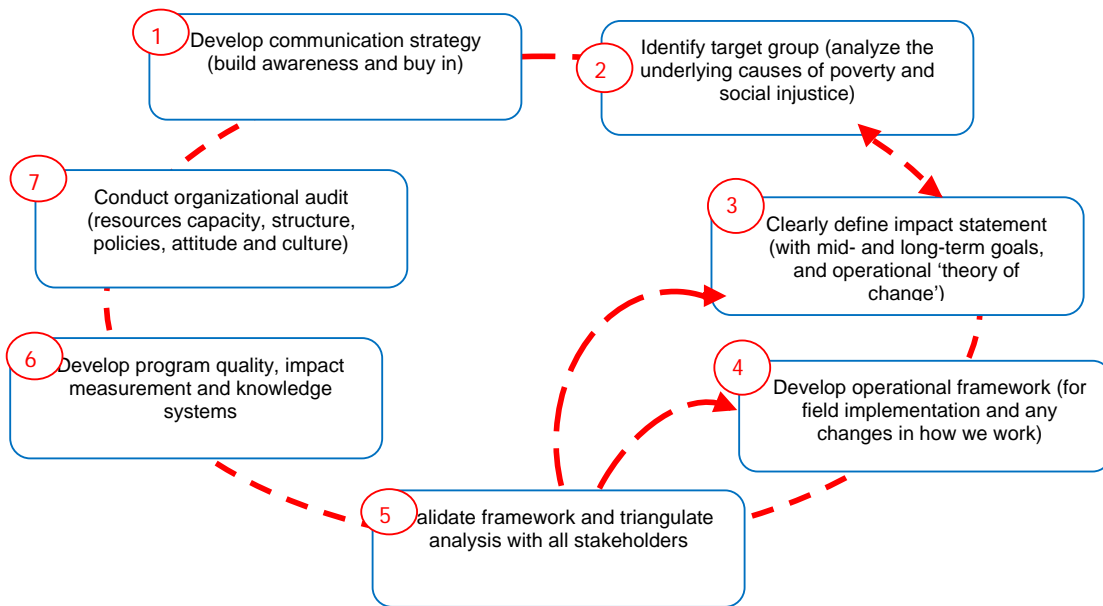 1
Develop communication strategy
(build awareness and buy in)
2
Identify target group (analyze the
underlying causes of poverty and
social injustice)
3
Clearly define impact statement
(with mid- and long-term goals,
and operational ‘theory of
change’)
4
Develop operational framework (for
field implementation and any
changes in how we work)
5
alidate framework and triangulate
analysis with all stakeholders
6
Develop program quality, impact
measurement and knowledge
systems
7
Conduct organizational audit
(resources capacity, structure,
policies, attitude and culture)